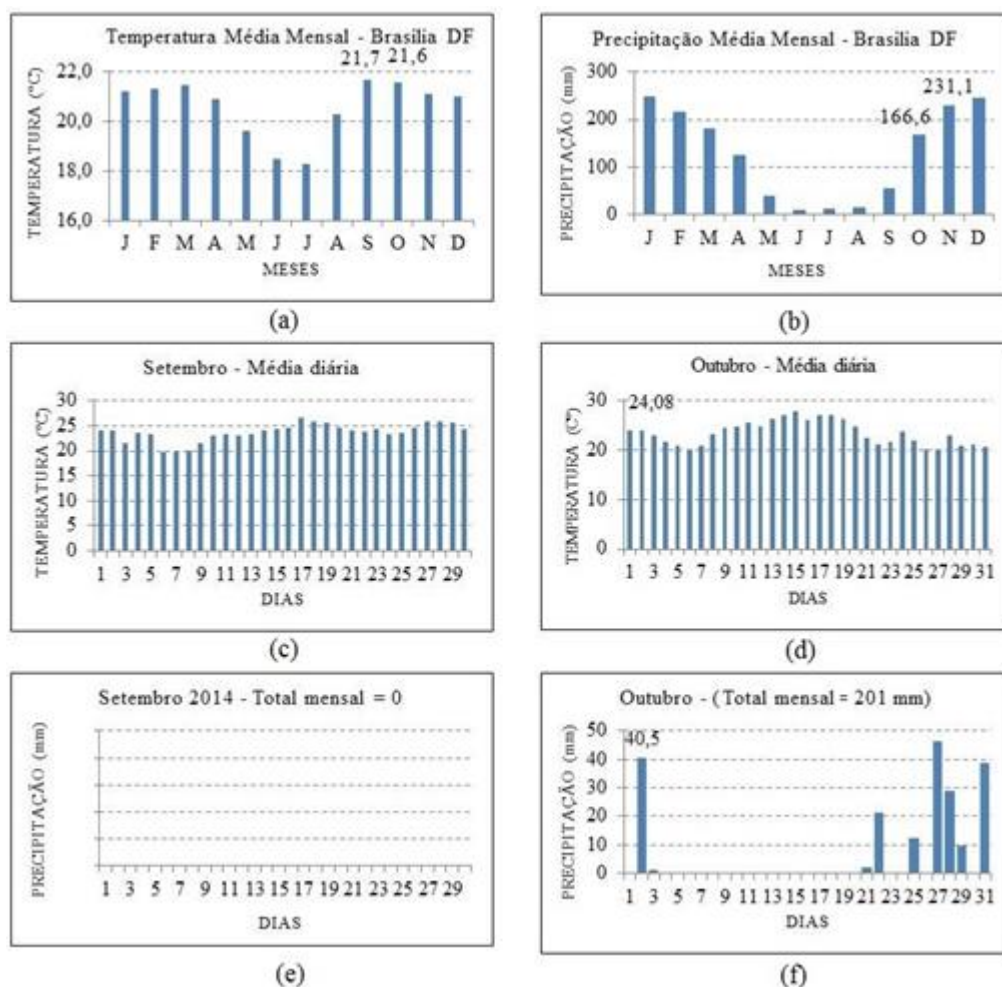 Temperatura Média Mensal - Brasilia DF
21,7 21,6
22,0
20,0
18,0
16,0
TEMPERATURA (°C)
J F M A M J J A S O N D
MESES
(a)
Precipitação Média Mensal - Brasilia DF
300
231,1
200
166,6
100
0
PRECIPITAÇÃO (mm)
J F M A M J J A S O N D
MESES
(b)
Setembro - Média diária
30
25
20
15
10
5
0
TEMPERATURA (°C)
1 3 5 7 9 11 13 15 17 19 21 23 25 27 29
DIAS
(c)
Outubro - Média diária
30
24,08
20
10
0
TEMPERATURA (C°)
1 3 5 7 9 11 13 15 17 19 21 23 25 27 29 31
DIAS
(d)
Setembro 2014 - Total mensal = 0
PRECIPITAÇÃO (mm)
1 3 5 7 9 11 13 15 17 19 21 23 25 27 29
DIAS
(e)
Outubro - ( Total mensal = 201 mm)
50
40,5
40
30
20
10
0
PRECIPITAÇÃO (mm)
1 3 5 7 9 11 13 15 17 19 21 23 25 27 29 31
DIAS
(f)